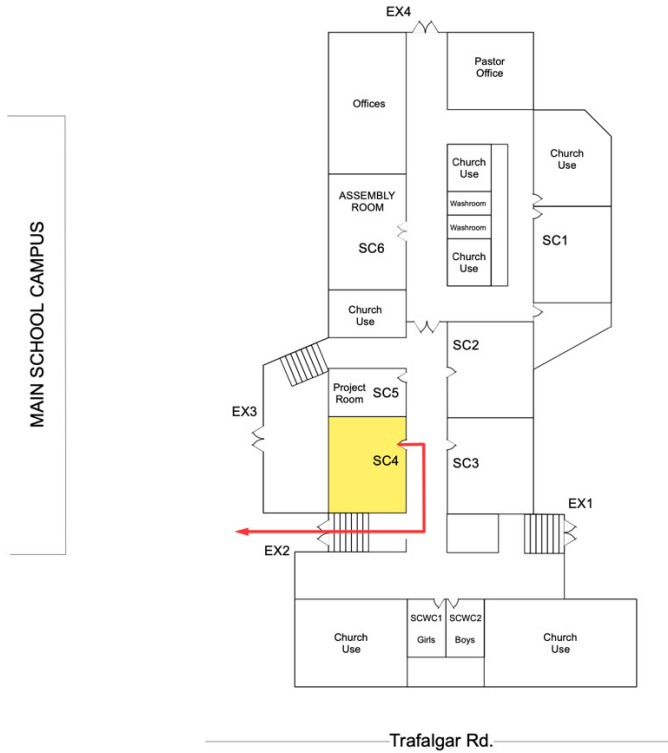 EX4
Pastor
Office
Offices
Church
Use
Church
Use
ASSEMBLY
ROOM
Washroom
Washroom
SC6
SC1
Church
Use
Church
Use
MAIN SCHOOL CAMPUS
SC2
Project
Room
SC5
EX3
SC4
SC3
EX1
EX2
SCWC1
Girls
SCWC2
Boys
Church
Use
Church
Use
Trafalgar Rd.